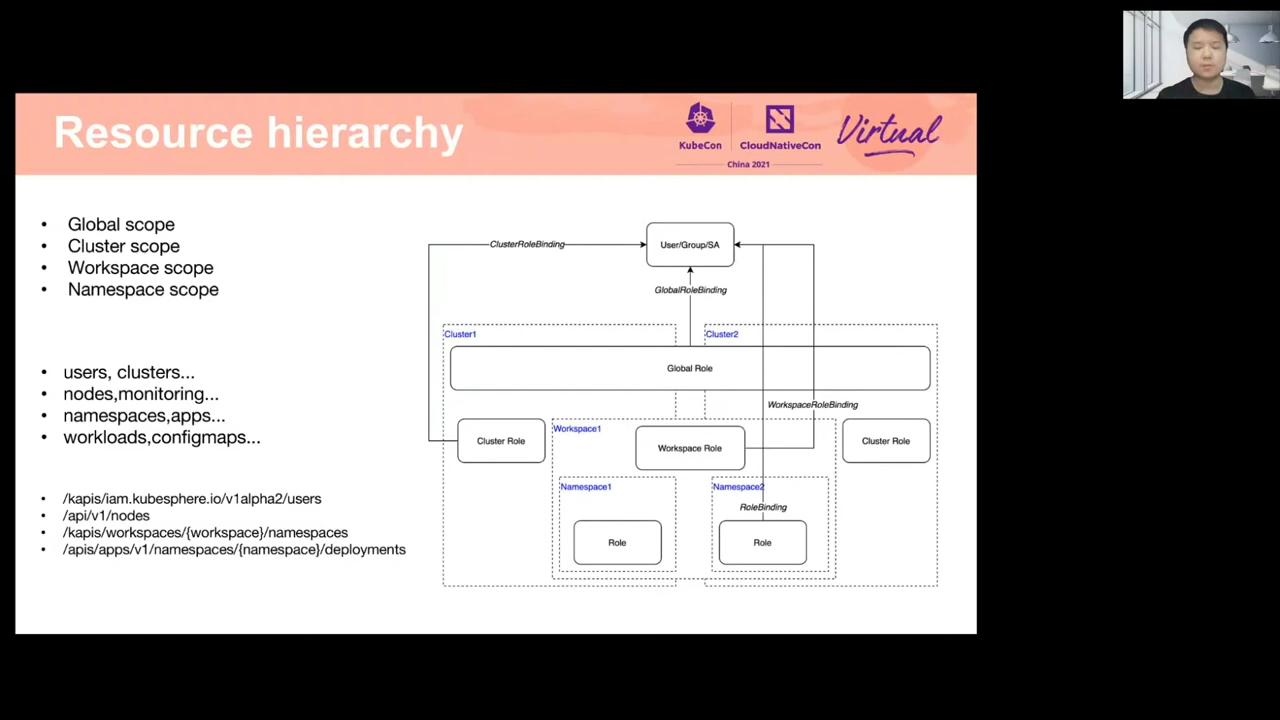 Resource hierarchy
KubeCon
CloudNativeCon
China 2021
Virtual
• Global scope
• Cluster scope
• Workspace scope
• Namespace scope
• users, clusters...
• nodes,monitoring...
• namespaces,apps...
• workloads,configmaps...
• /kapis/iam.kubesphere.io/v1alpha2/users
• /api/v1/nodes
• /kapis/workspaces/{workspace}/namespaces
• /apis/apps/v1/namespaces/{namespace}/deployments
ClusterRoleBinding
User/Group/SA
GlobalRoleBinding
Cluster1
Cluster2
Global Role
WorkspaceRoleBinding
Cluster Role
Workspace1
Workspace Role
Cluster Role
Namespace1
Namespace2
RoleBinding
Role
Role